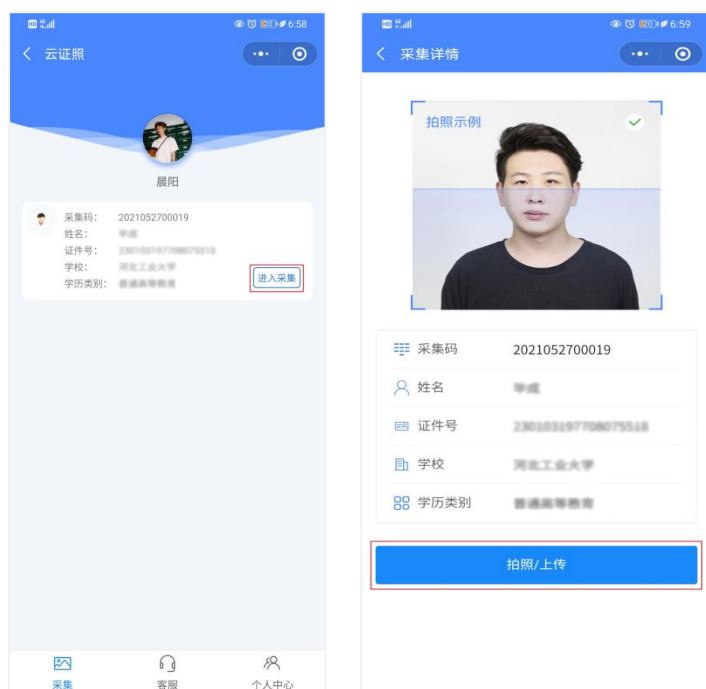 6:58
云证照
晨阳
采集码： 2021052700019
姓名：
证件号：
学校：
学历类别：
进入采集
采集
客服
个人中心
6:59
采集详情
拍照示例
采集码 2021052700019
姓名
证件号
学校
学历类别
拍照/上传